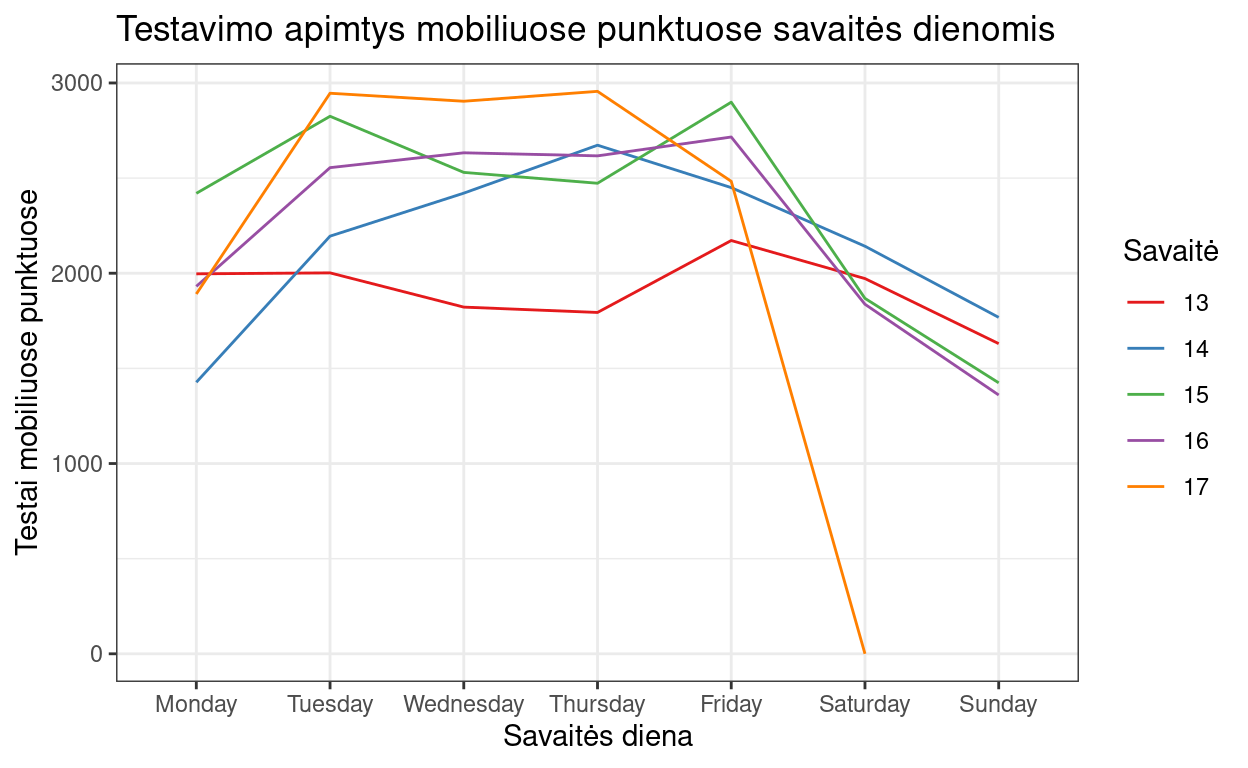 Testavimo apimtys mobiliuose punktuose savaitės dienomis
Testai mobiliuose punktuose
3000
2000
1000
0
Monday Tuesday Wednesday Thursday Friday Saturday Sunday
Savaitės diena
Savaitė
13
14
15
16
17